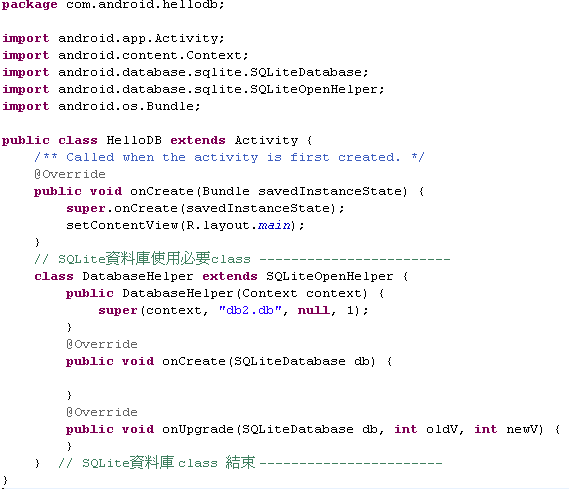 package com.android.hellodb;

import android.app.Activity;
import android.content.Context;
import android.database.sqlite.SQLiteDatabase;
import android.database.sqlite.SQLiteOpenHelper;
import android.os.Bundle;

public class HelloDB extends Activity {
    /** Called when the activity is first created. */
    @Override
    public void onCreate(Bundle savedInstanceState) {
        super.onCreate(savedInstanceState);
        setContentView(R.layout.main);
    }
    // SQLite資料庫使用必要class ------------------------
    class DatabaseHelper extends SQLiteOpenHelper {
        public DatabaseHelper(Context context) {
            super(context, "db2.db", null, 1);
        }
        @Override
        public void onCreate(SQLiteDatabase db) {

        }
        @Override
        public void onUpgrade(SQLiteDatabase db, int oldV, int newV) {
        }
    }  // SQLite資料庫 class 結束 -----------------------
}